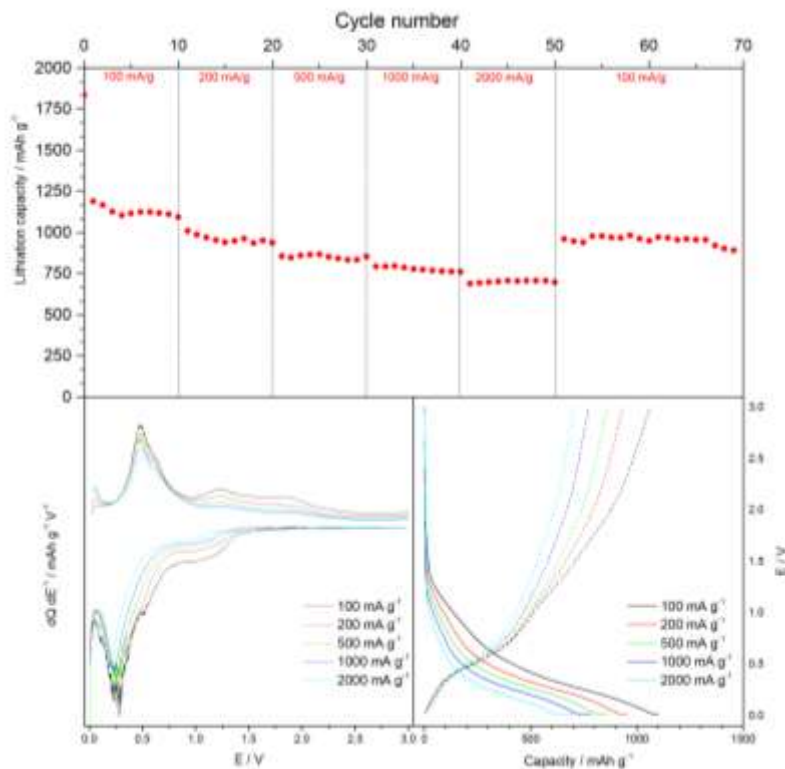 Cycle number
0 10 20 30 40 50 60 70
100 mA/g 200 mA/g 500 mA/g 1000 mA/g 2000 mA/g 100 mA/g
2000
1750
1500
1250
1000
750
500
250
0
Lithiation capacity / mAh g⁻¹
dQ dE⁻¹ / mAh g⁻¹ V⁻¹
100 mA g⁻¹
200 mA g⁻¹
500 mA g⁻¹
1000 mA g⁻¹
2000 mA g⁻¹
0.0 0.5 1.0 1.5 2.0 2.5 3.0
E / V
3.0
2.5
2.0
1.5
1.0
0.5
0.0
E / V
100 mA g⁻¹
200 mA g⁻¹
500 mA g⁻¹
1000 mA g⁻¹
2000 mA g⁻¹
0 500 1000 1500
Capacity / mAh g⁻¹